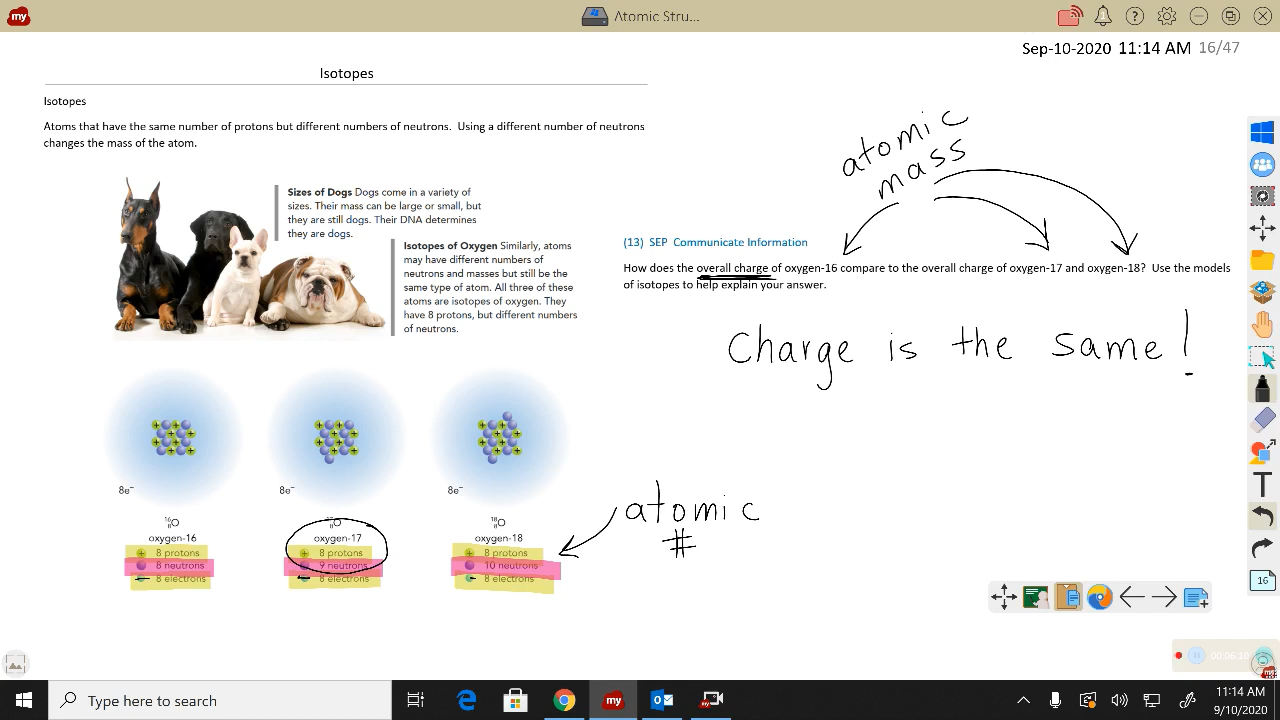 my
Atomic Stru...
Sep-10-2020 11:14 AM 16/47
Isotopes
Isotopes
Atoms that have the same number of protons but different numbers of neutrons. Using a different number of neutrons
changes the mass of the atom.
Sizes of Dogs Dogs come in a variety of
sizes. Their mass can be large or small, but
they are still dogs. Their DNA determines
they are dogs.
Isotopes of Oxygen Similarly, atoms
may have different numbers of
neutrons and masses but still be the
same type of atom. All three of these
atoms are isotopes of oxygen. They
have 8 protons, but different numbers
of neutrons.
atomic
mass
(13) SEP Communicate Information
How does the overall charge of oxygen-16 compare to the overall charge of oxygen-17 and oxygen-18? Use the models
of isotopes to help explain your answer.
Charge is the same!
8e⁻
8e⁻
8e⁻
¹⁶₈O
O
¹⁸₈O
oxygen-16
oxygen-17
oxygen-18
8 protons
8 protons
8 protons
8 neutrons
9 neutrons
10 neutrons
8 electrons
8 electrons
8 electrons
atomic
#
16
00:06:10
Type here to search
my
11:14 AM
9/10/2020